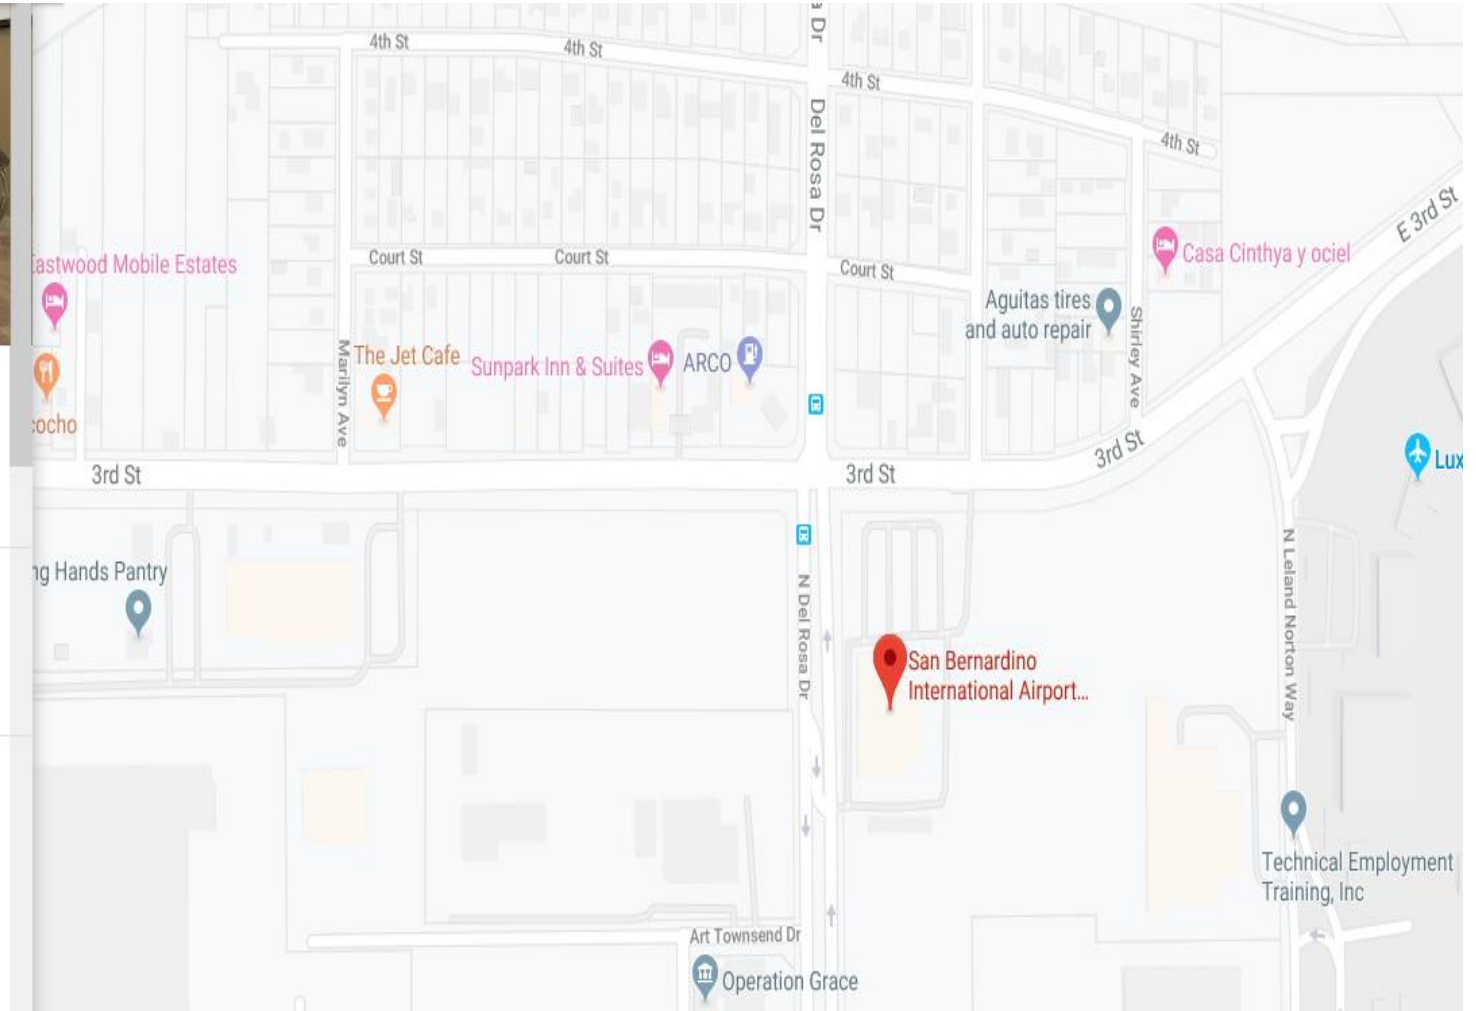 a Dr
4th St
4th St
4th St
4th St
Del Rosa Dr
E 3rd St
Eastwood Mobile Estates
Court St
Court St
Court St
Casa Cinthya y ociel
Aguitas tires
and auto repair
Shirley Ave
Marilyn Ave
The Jet Cafe
Sunpark Inn & Suites
ARCO
cocho
3rd St
3rd St
3rd St
Lux
N Leland Norton Way
ng Hands Pantry
N Del Rosa Dr
San Bernardino
International Airport...
Technical Employment
Training, Inc
Art Townsend Dr
Operation Grace